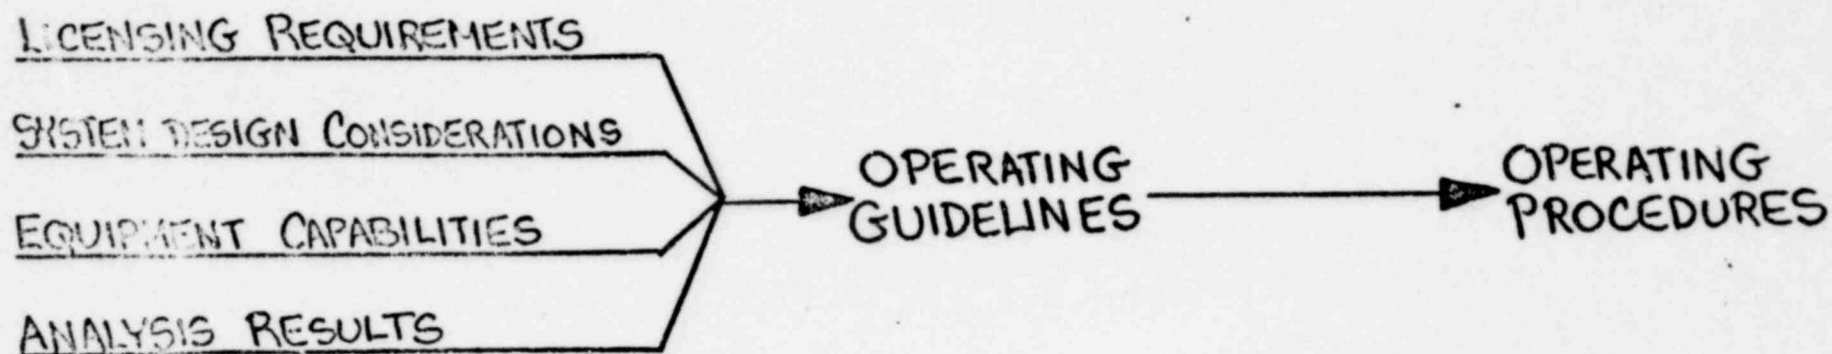 LICENSING REQUIREMENTS
SYSTEM DESIGN CONSIDERATIONS
EQUIPMENT CAPABILITIES
ANALYSIS RESULTS
OPERATING
GUIDELINES
OPERATING
PROCEDURES